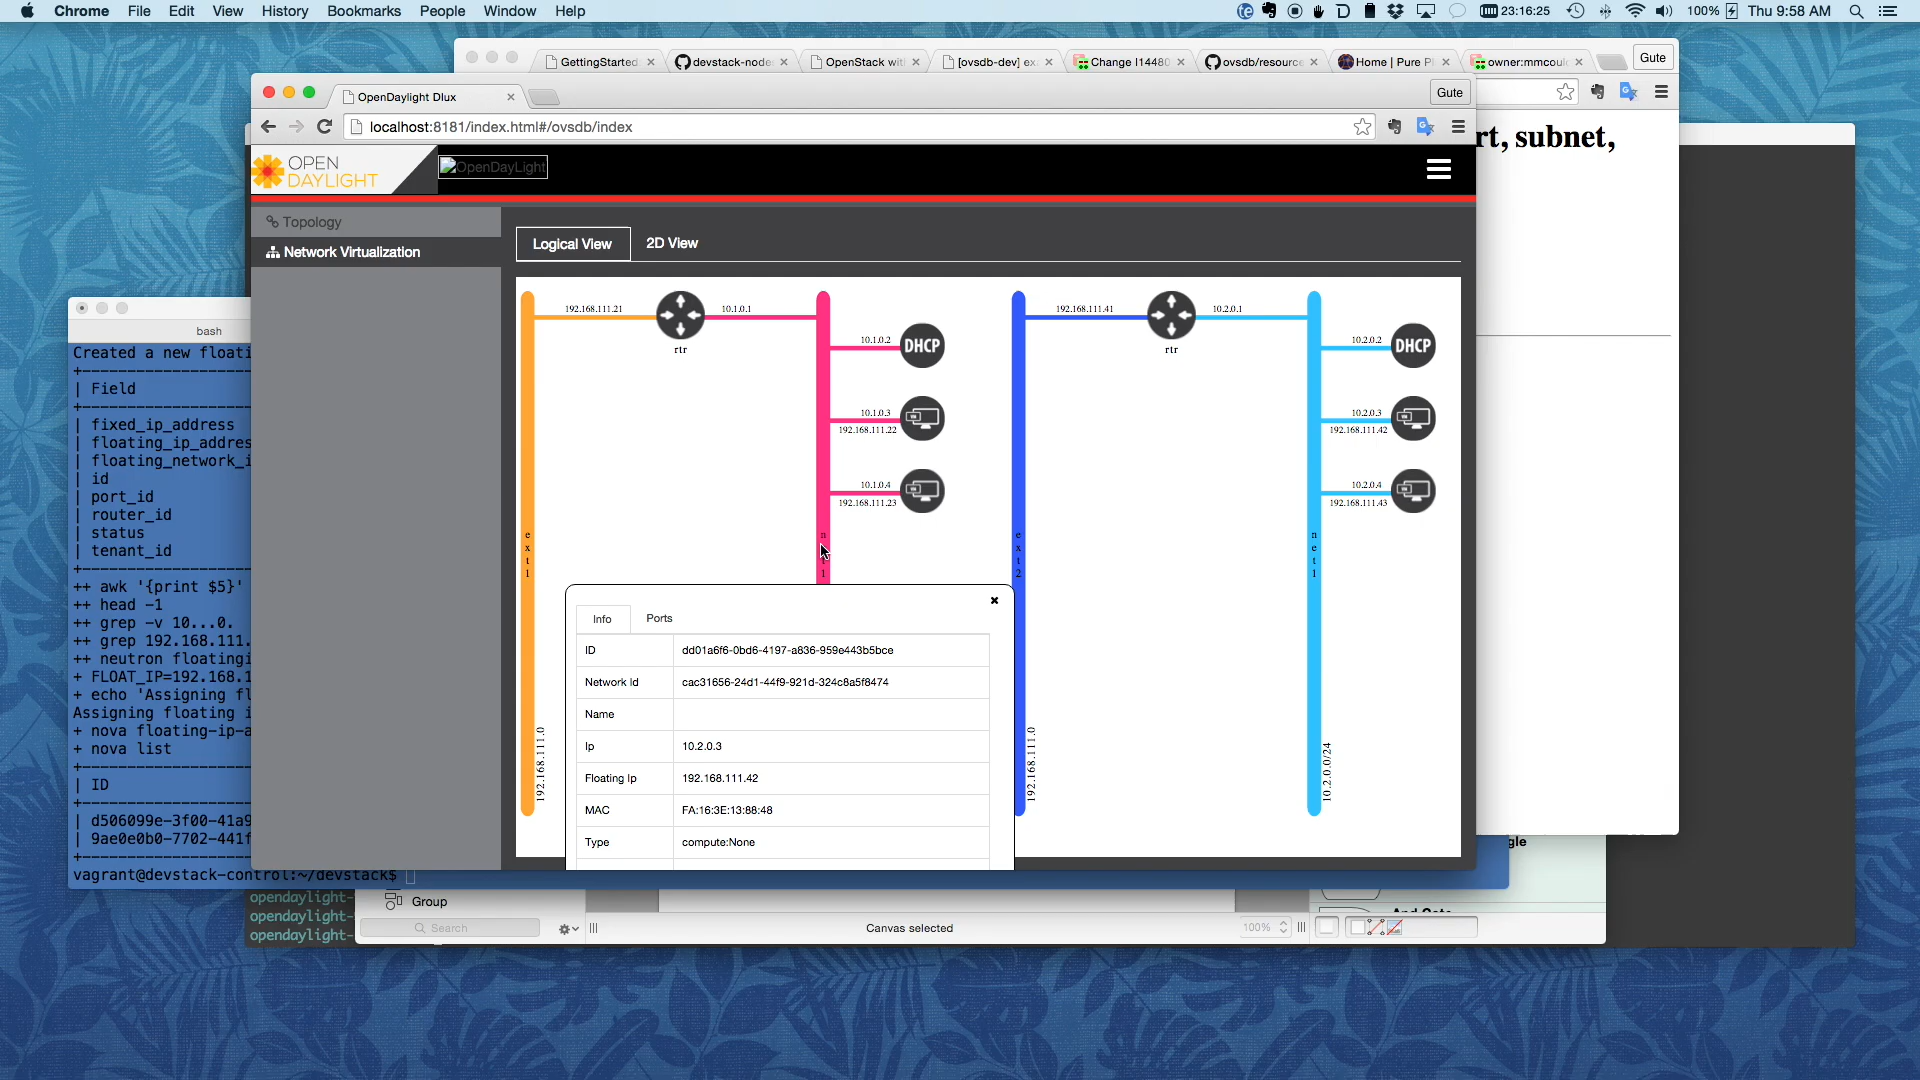 Chrome File Edit View History Bookmarks People Window Help
23:16:25 100% Thu 9:58 AM
GettingStarted
devstack-node
OpenStack wit
[ovsdb-dev] ex
Change I14480
ovsdb/resource
Home | Pure P
owner:mmcoul
Gute
OpenDaylight Dlux
Gute
localhost:8181/index.html#/ovsdb/index
rt, subnet,
OPEN
DAYLIGHT
OpenDayLight
Topology
Network Virtualization
Logical View
2D View
192.168.111.21
10.1.0.1
rtr
10.1.0.2
DHCP
10.1.0.3
192.168.111.22
10.1.0.4
192.168.111.23
ext1
192.168.111.0
192.168.111.41
10.2.0.1
rtr
10.2.0.2
DHCP
10.2.0.3
192.168.111.42
10.2.0.4
192.168.111.43
ext2
192.168.111.0
net1
10.2.0.0/24
Info
Ports
ID dd01a6f6-0bd6-4197-a836-959e443b5bce
Network Id cac31656-24d1-44f9-921d-324c8a5f8474
Name
Ip 10.2.0.3
Floating Ip 192.168.111.42
MAC FA:16:3E:13:88:48
Type compute:None
bash
Created a new floati
+--------------------
| Field
+--------------------
| fixed_ip_address
| floating_ip_addres
| floating_network_i
| id
| port_id
| router_id
| status
| tenant_id
+--------------------
++ awk '{print $5}'
++ head -1
++ grep -v 10...0.
++ grep 192.168.111.
++ neutron floatingi
+ FLOAT_IP=192.168.1
+ echo 'Assigning fl
Assigning floating i
+ nova floating-ip-a
+ nova list
+--------------------
| ID
+--------------------
| d506099e-3f00-41a9
| 9ae0e0b0-7702-441f
+--------------------
vagrant@devstack-control:~/devstack$
opendaylight-
opendaylight-
opendaylight-
Group
Search
Canvas selected
100%
gle